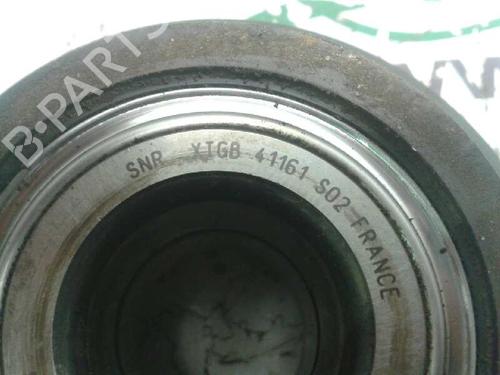 B-PARTS
SNR XTGB 41161 S02 FRANCE